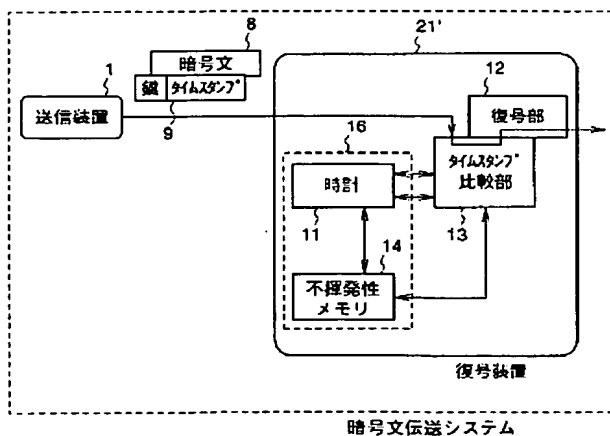 8
暗号文
鍵 タイムスタンプ
9
1
送信装置
21'
12
復号部
16
時計
11
タイムスタンプ
比較部
13
14
不揮発性
メモリ
復号装置
暗号文伝送システム